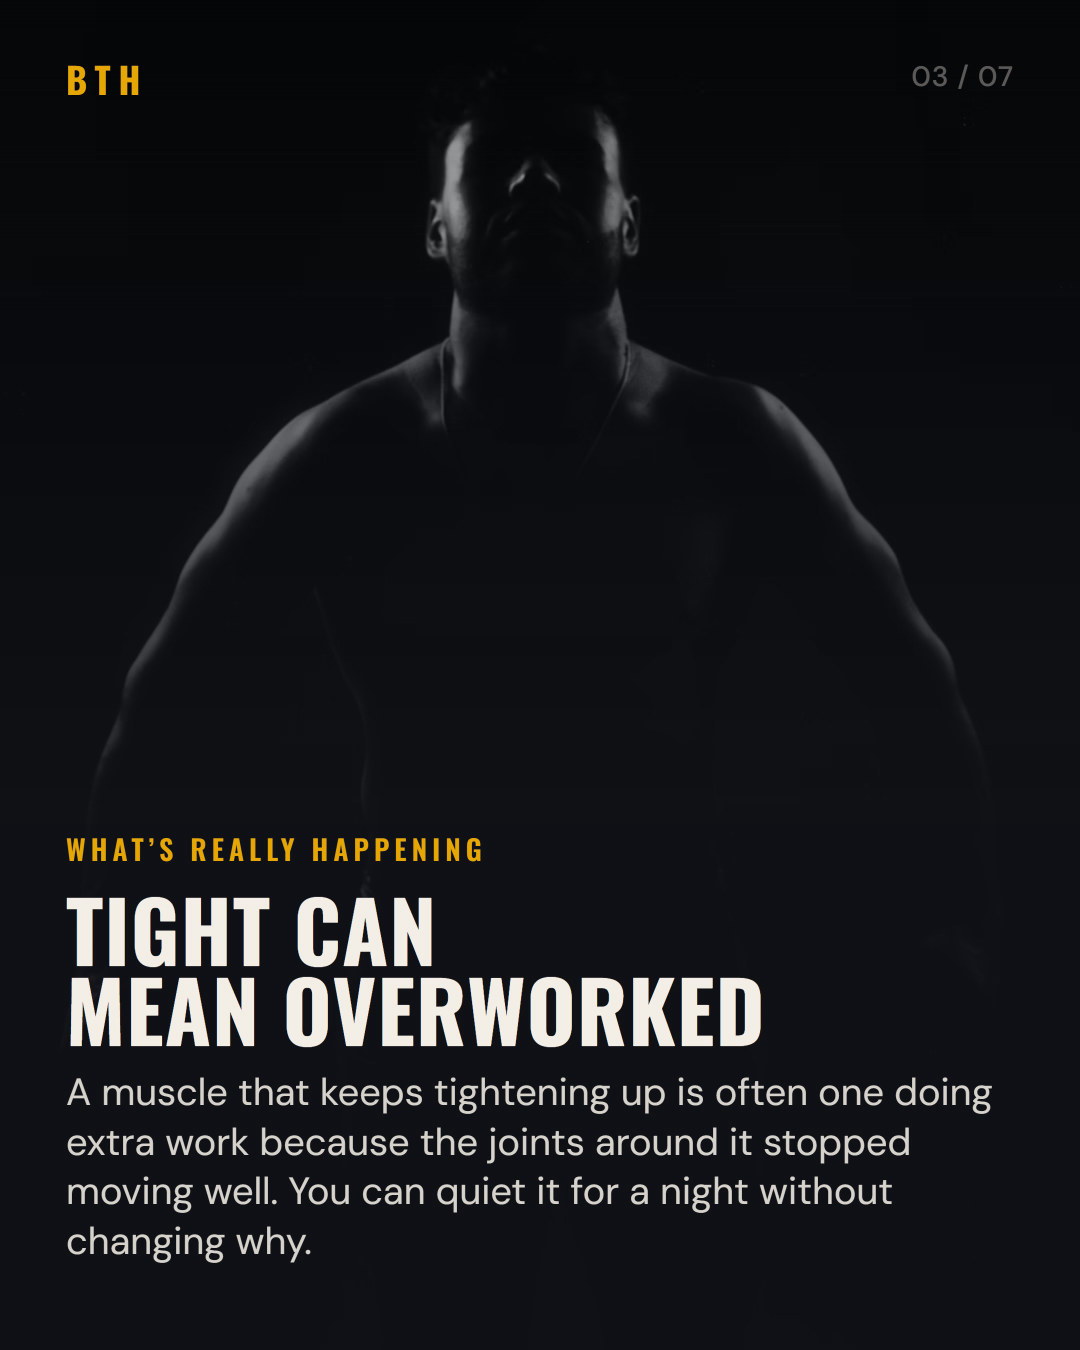 BTH
03 / 07
WHAT’S REALLY HAPPENING
TIGHT CAN
MEAN OVERWORKED
A muscle that keeps tightening up is often one doing
extra work because the joints around it stopped
moving well. You can quiet it for a night without
changing why.